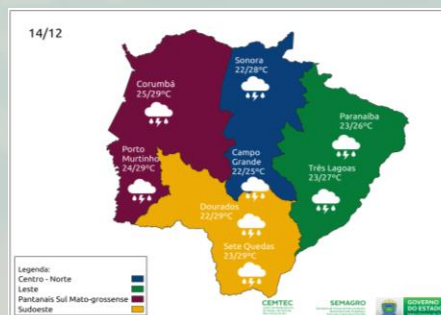 14/12
Sonora
22/28ºC
Corumbá
25/29ºC
Paranaíba
23/26ºC
Porto
Murtinho
24/29ºC
Campo
Grande
22/25ºC
Três Lagoas
23/27ºC
Dourados
22/29ºC
Sete Quedas
23/29ºC
Legenda:
Centro - Norte
Leste
Pantanais Sul Mato-grossense
Sudoeste
CEMTEC
SEMAGRO
GOVERNO
DO ESTADO